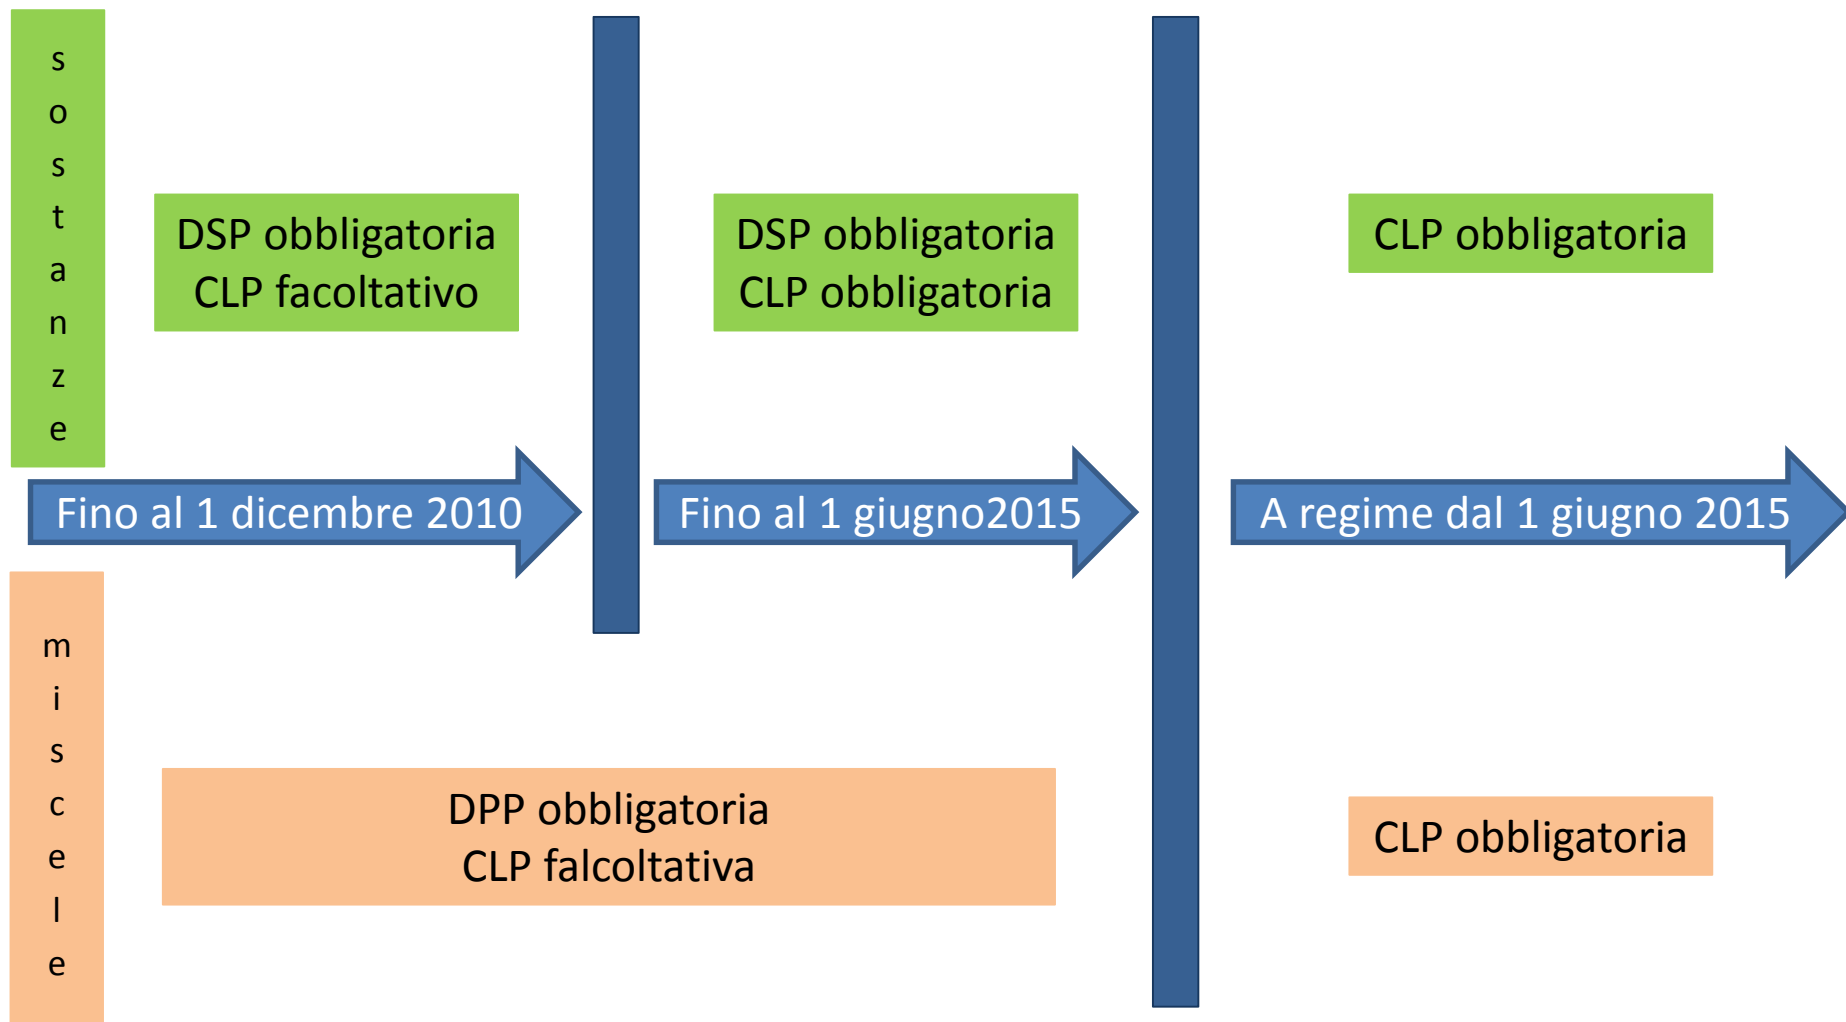 sostanze
DSP obbligatoria
CLP facoltativo
DSP obbligatoria
CLP obbligatoria
CLP obbligatoria
Fino al 1 dicembre 2010
Fino al 1 giugno2015
A regime dal 1 giugno 2015
miscele
DPP obbligatoria
CLP falcoltativa
CLP obbligatoria